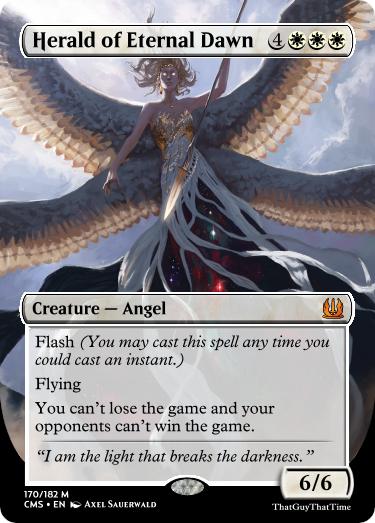 Herald of Eternal Dawn 4
Creature — Angel
Flash (You may cast this spell any time you
could cast an instant.)
Flying
You can't lose the game and your
opponents can't win the game.
“I am the light that breaks the darkness.”
6/6
170/182 M
CMS • EN Axel Sauerwald
ThatGuyThatTime